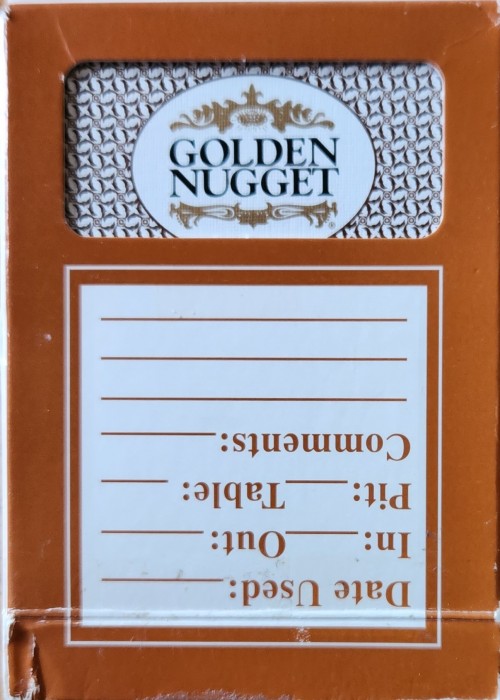 GOLDEN
NUGGET
®
Date Used:
In: Out:
Pit: Table:
Comments: